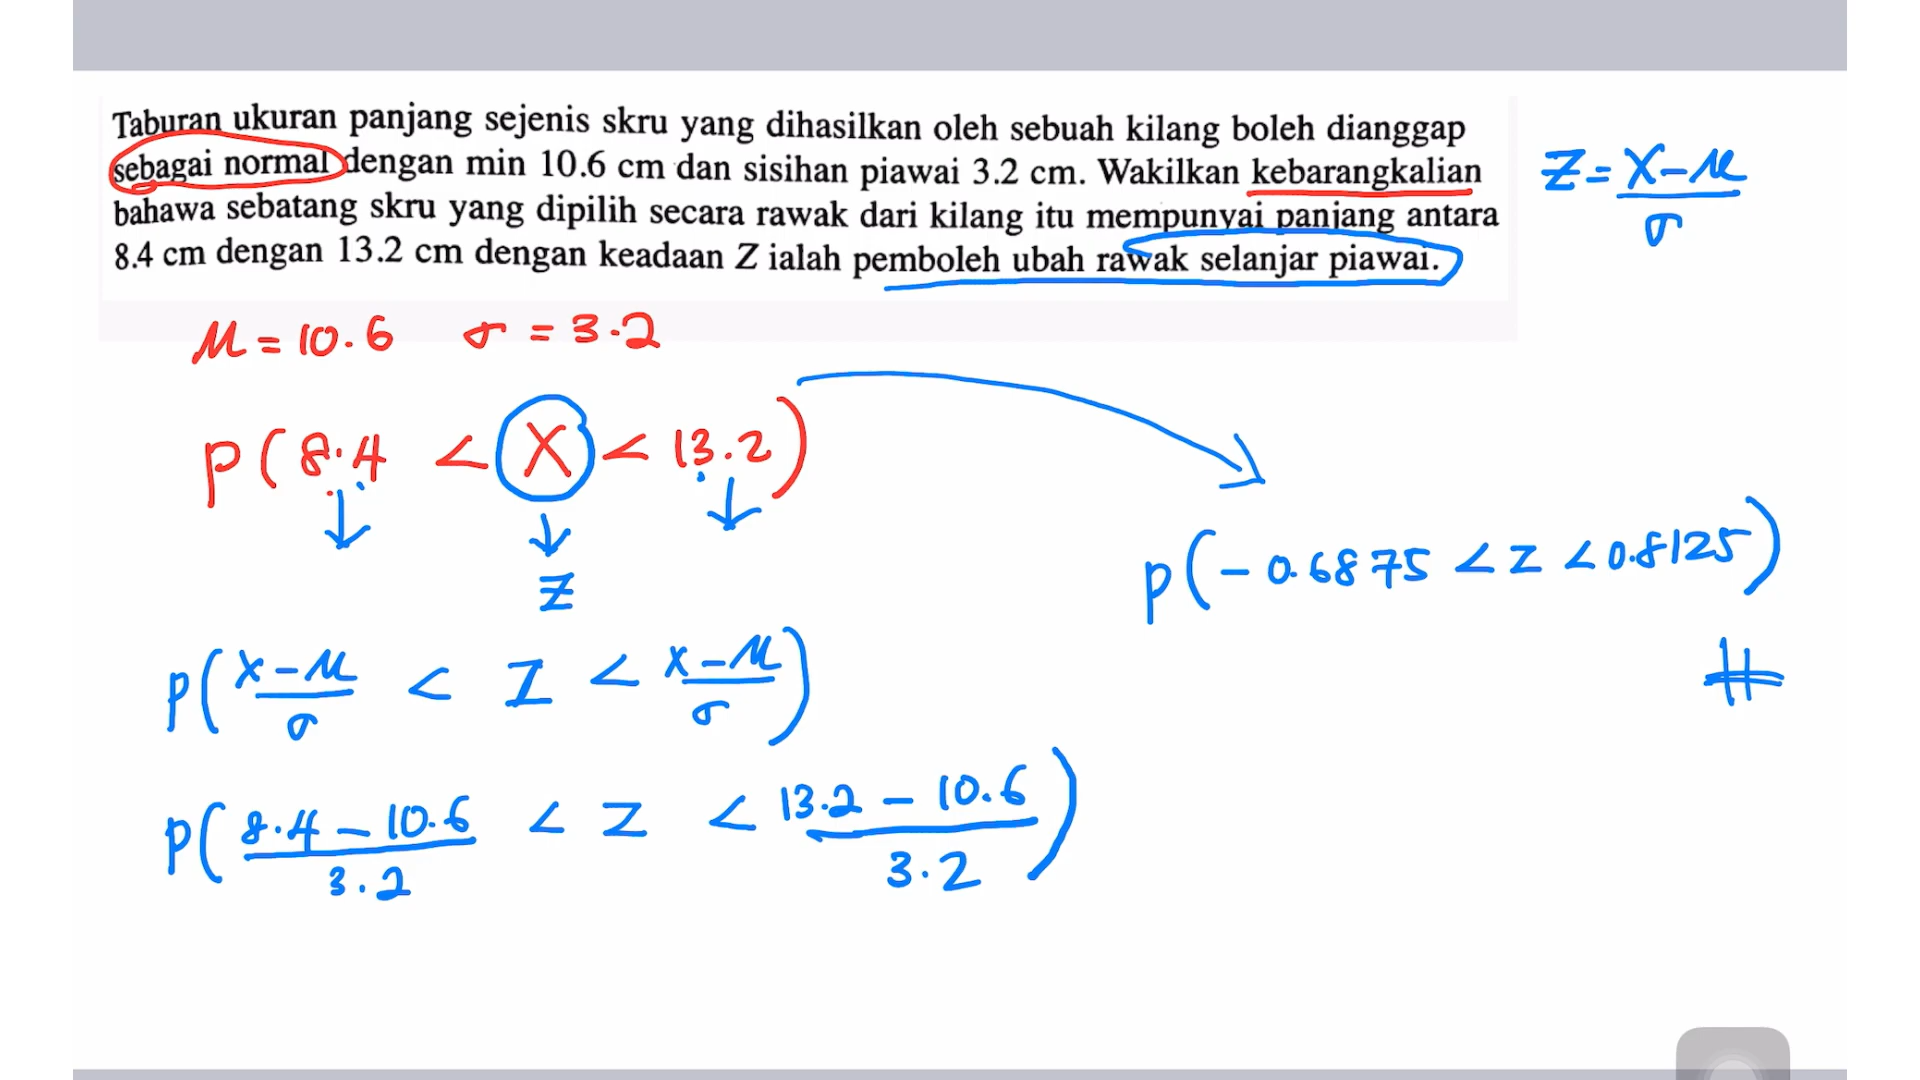 Taburan ukuran panjang sejenis skru yang dihasilkan oleh sebuah kilang boleh dianggap
sebagai normal dengan min 10.6 cm dan sisihan piawai 3.2 cm. Wakilkan kebarangkalian
bahawa sebatang skru yang dipilih secara rawak dari kilang itu mempunyai panjang antara
8.4 cm dengan 13.2 cm dengan keadaan Z ialah pemboleh ubah rawak selanjar piawai.
Z = (X - μ) / σ
μ = 10.6 σ = 3.2
P(8.4 < X < 13.2)
Z
P(-0.6875 < Z < 0.8125)
P((X - μ) / σ < Z < (X - μ) / σ)
P((8.4 - 10.6) / 3.2 < Z < (13.2 - 10.6) / 3.2)